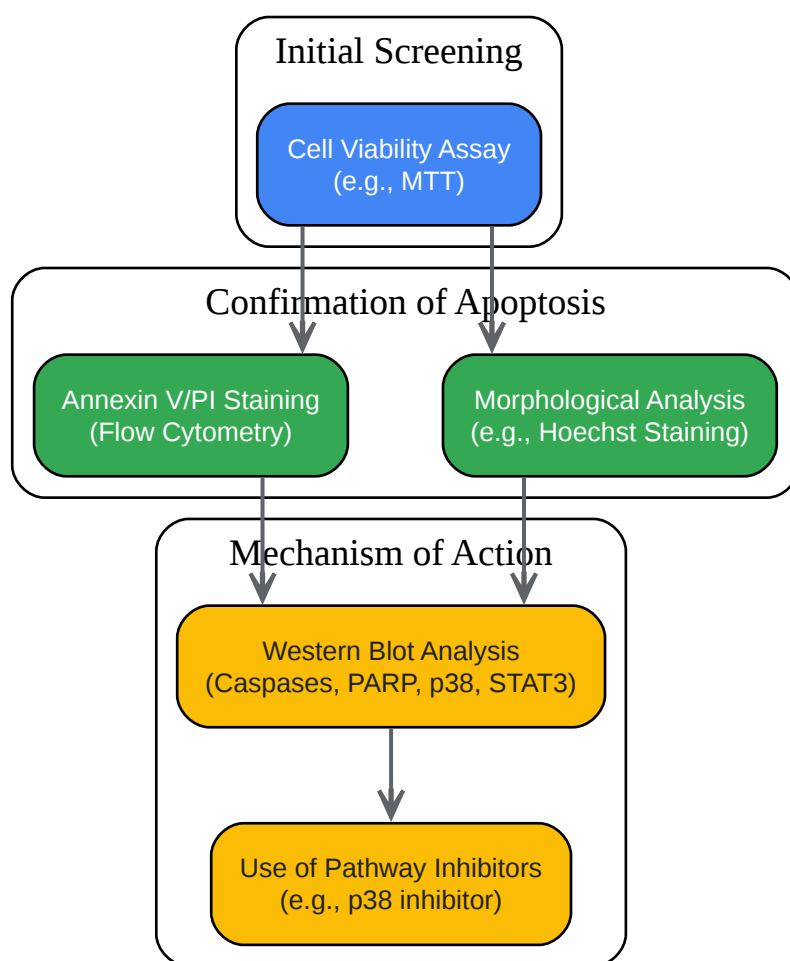 Initial Screening
Cell Viability Assay
(e.g., MTT)
Confirmation of Apoptosis
Annexin V/PI Staining
(Flow Cytometry)
Morphological Analysis
(e.g., Hoechst Staining)
Mechanism of Action
Western Blot Analysis
(Caspases, PARP, p38, STAT3)
Use of Pathway Inhibitors
(e.g., p38 inhibitor)